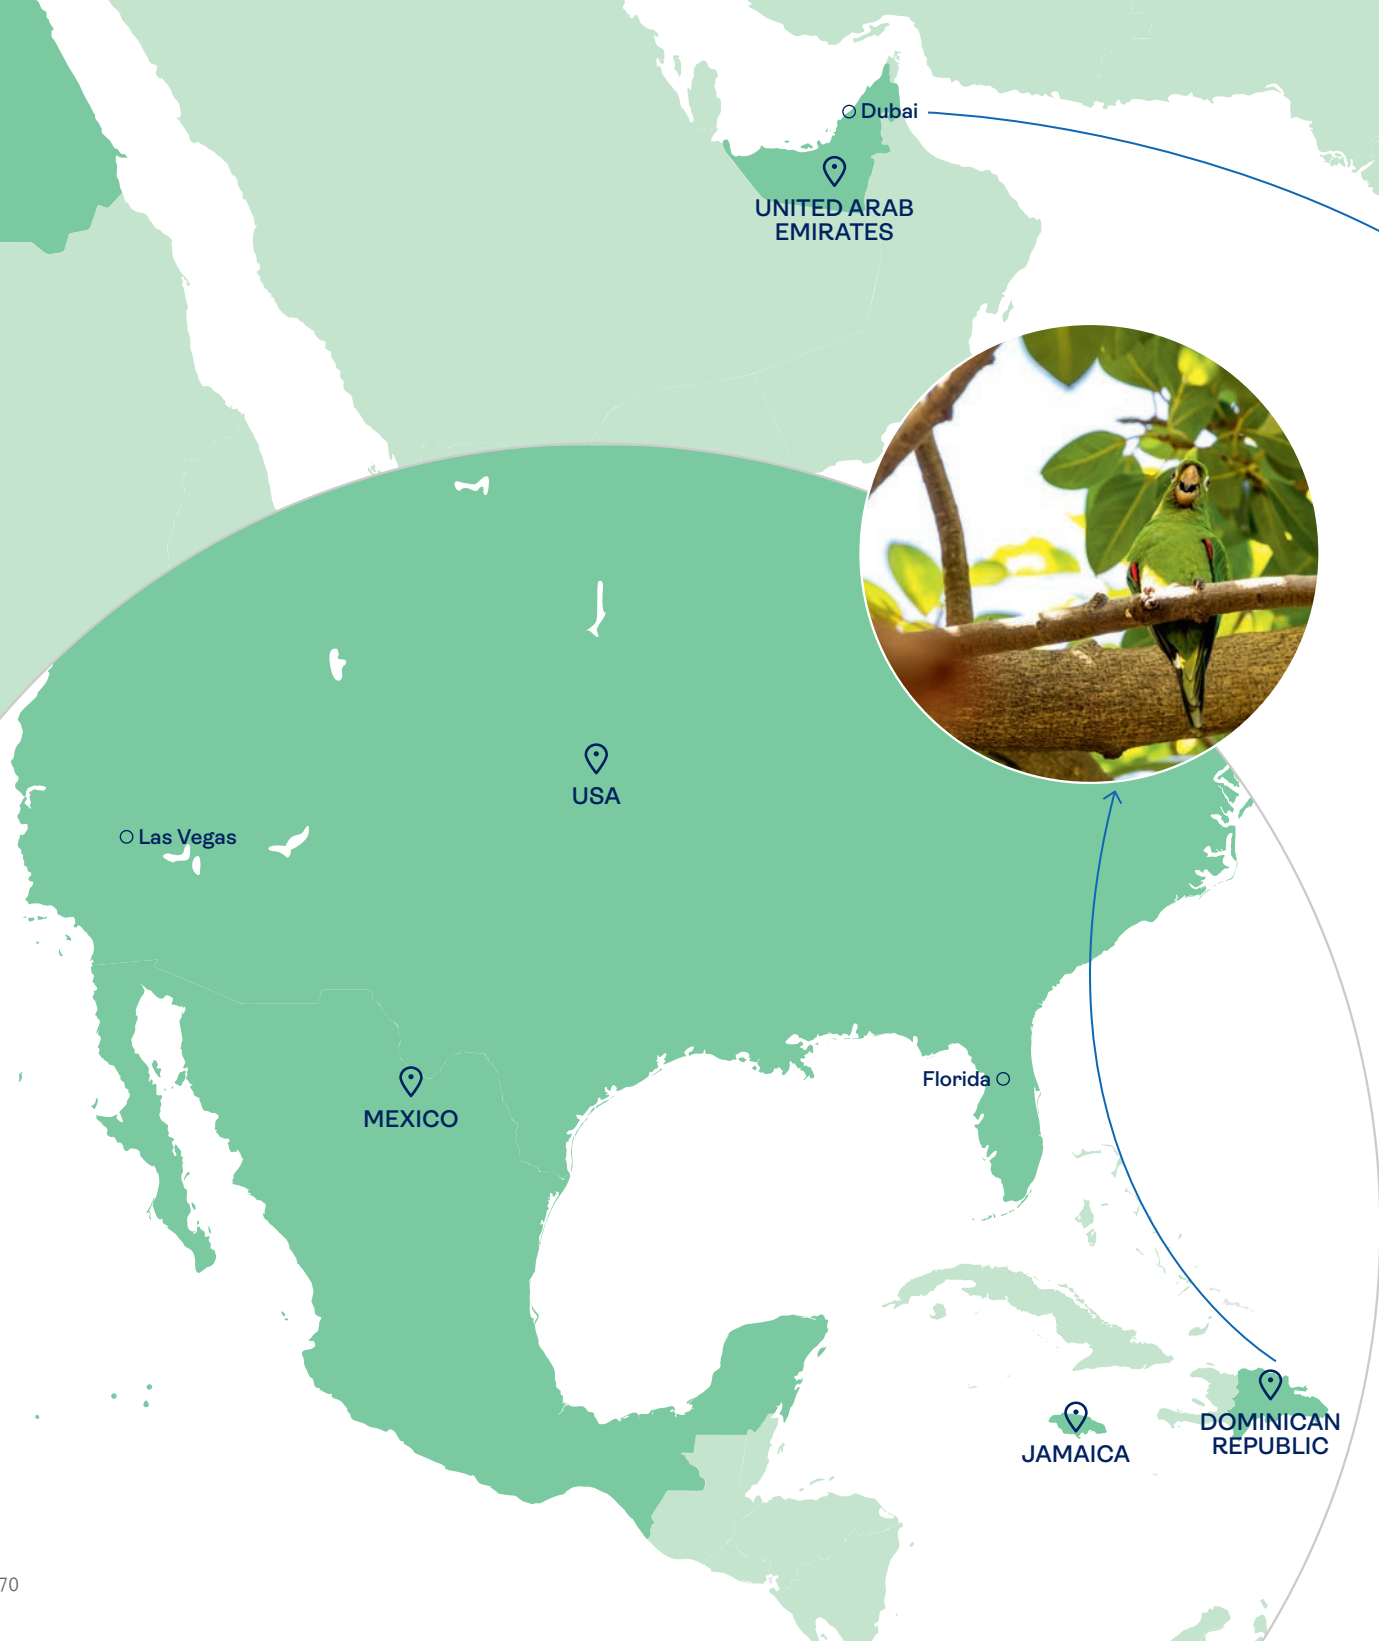 Dubai
UNITED ARAB
EMIRATES
USA
Las Vegas
Florida
MEXICO
DOMINICAN
REPUBLIC
JAMAICA
70